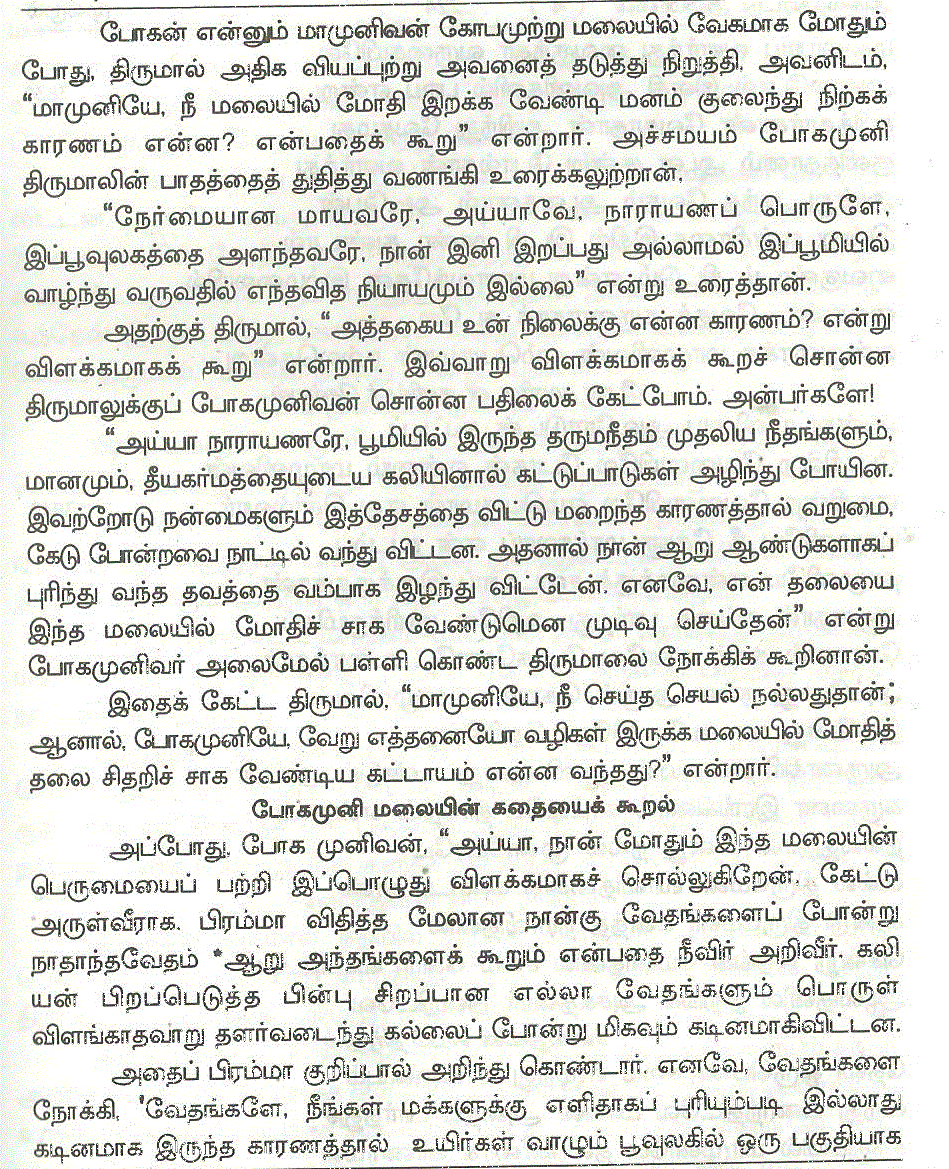 போகன் என்னும் மாமுனிவன் கோபமுற்று மலையில் வேகமாக மோதும்
போது, திருமால் அதிக வியப்புற்று அவனைத் தடுத்து நிறுத்தி, அவனிடம்,
“மாமுனியே, நீ மலையில் மோதி இறக்க வேண்டி மனம் குலைந்து நிற்கக்
காரணம் என்ன? என்பதைக் கூறு” என்றார். அச்சமயம் போகமுனி
திருமாலின் பாதத்தைத் துதித்து வணங்கி உரைக்கலுற்றான்,
“நேர்மையான மாயவரே, அய்யாவே, நாராயணப் பொருளே,
இப்பூவுலகத்தை அளந்தவரே, நான் இனி இறப்பது அல்லாமல் இப்பூமியில்
வாழ்ந்து வருவதில் எந்தவித நியாயமும் இல்லை” என்று உரைத்தான்.
அதற்குத் திருமால், “அத்தகைய உன் நிலைக்கு என்ன காரணம்? என்று
விளக்கமாகக் கூறு” என்றார். இவ்வாறு விளக்கமாகக் கூறச் சொன்ன
திருமாலுக்குப் போகமுனிவன் சொன்ன பதிலைக் கேட்போம். அன்பர்களே!
“அய்யா நாராயணரே, பூமியில் இருந்த தருமநீதம் முதலிய நீதங்களும்,
மானமும், தீயகர்மத்தையுடைய கலியினால் கட்டுப்பாடுகள் அழிந்து போயின.
இவற்றோடு நன்மைகளும் இத்தேசத்தை விட்டு மறைந்த காரணத்தால் வறுமை,
கேடு போன்றவை நாட்டில் வந்து விட்டன. அதனால் நான் ஆறு ஆண்டுகளாகப்
புரிந்து வந்த தவத்தை வம்பாக இழந்து விட்டேன். எனவே, என் தலையை
இந்த மலையில் மோதிச் சாக வேண்டுமென முடிவு செய்தேன்” என்று
போகமுனிவர் அலைமேல் பள்ளி கொண்ட திருமாலை நோக்கிக் கூறினான்.
இதைக் கேட்ட திருமால், “மாமுனியே, நீ செய்த செயல் நல்லதுதான்;
ஆனால், போகமுனியே, வேறு எத்தனையோ வழிகள் இருக்க மலையில் மோதித்
தலை சிதறிச் சாக வேண்டிய கட்டாயம் என்ன வந்தது?” என்றார்.
போகமுனி மலையின் கதையைக் கூறல்
அப்போது, போக முனிவன், “அய்யா, நான் மோதும் இந்த மலையின்
பெருமையைப் பற்றி இப்பொழுது விளக்கமாகச் சொல்லுகிறேன். கேட்டு
அருள்வீராக. பிரம்மா விதித்த மேலான நான்கு வேதங்களைப் போன்று
நாதாந்தவேதம் *ஆறு அந்தங்களைக் கூறும் என்பதை நீவிர் அறிவீர். கலி
யன் பிறப்பெடுத்த பின்பு சிறப்பான எல்லா வேதங்களும் பொருள்
விளங்காதவாறு தளர்வடைந்து கல்லைப் போன்று மிகவும் கடினமாகிவிட்டன.
அதைப் பிரம்மா குறிப்பால் அறிந்து கொண்டார். எனவே, வேதங்களை
நோக்கி, 'வேதங்களே, நீங்கள் மக்களுக்கு எளிதாகப் புரியும்படி இல்லாது
கடினமாக இருந்த காரணத்தால் உயிர்கள் வாழும் பூவுலகில் ஒரு பகுதியாக